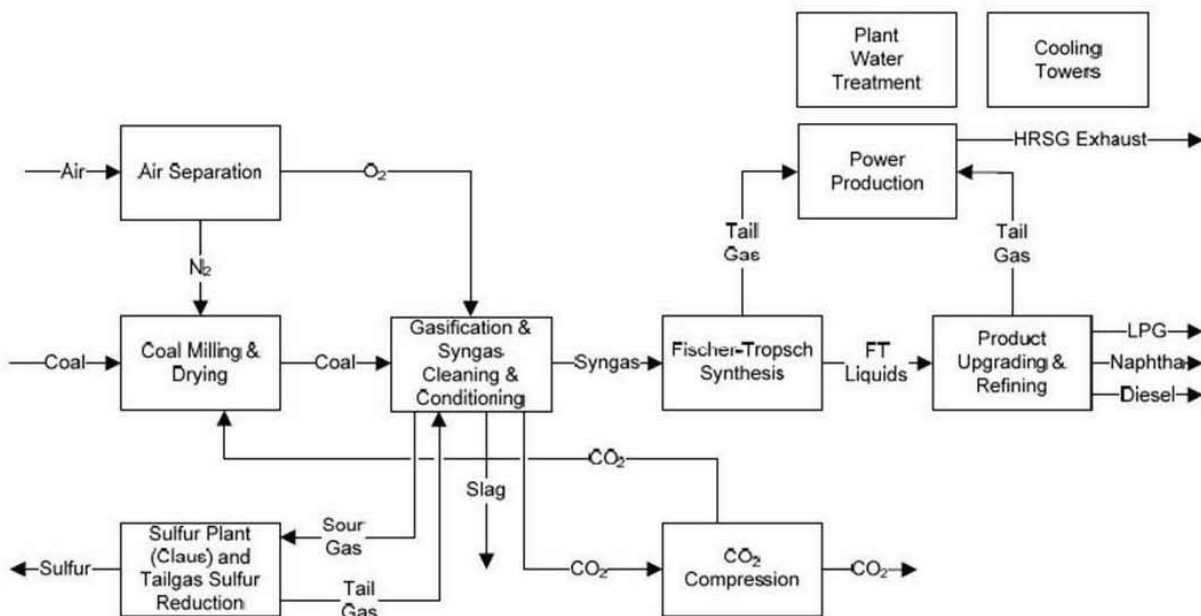 Plant
Water
Treatment
Cooling
Towers
Air
Air Separation
O₂
Power
Production
HRSG Exhaust
N₂
Tail
Gas
Tail
Gas
Coal
Coal Milling &
Drying
Coal
Gasification &
Syngas
Cleaning &
Conditioning
Syngas
Fischer-Tropsch
Synthesis
FT
Liquids
Product
Upgrading &
Refining
LPG
Naphtha
Diesel
CO₂
Slag
Sulfur
Sulfur Plant
(Claus) and
Tailgas Sulfur
Reduction
Sour
Gas
Tail
Gas
CO₂
CO₂
Compression
CO₂